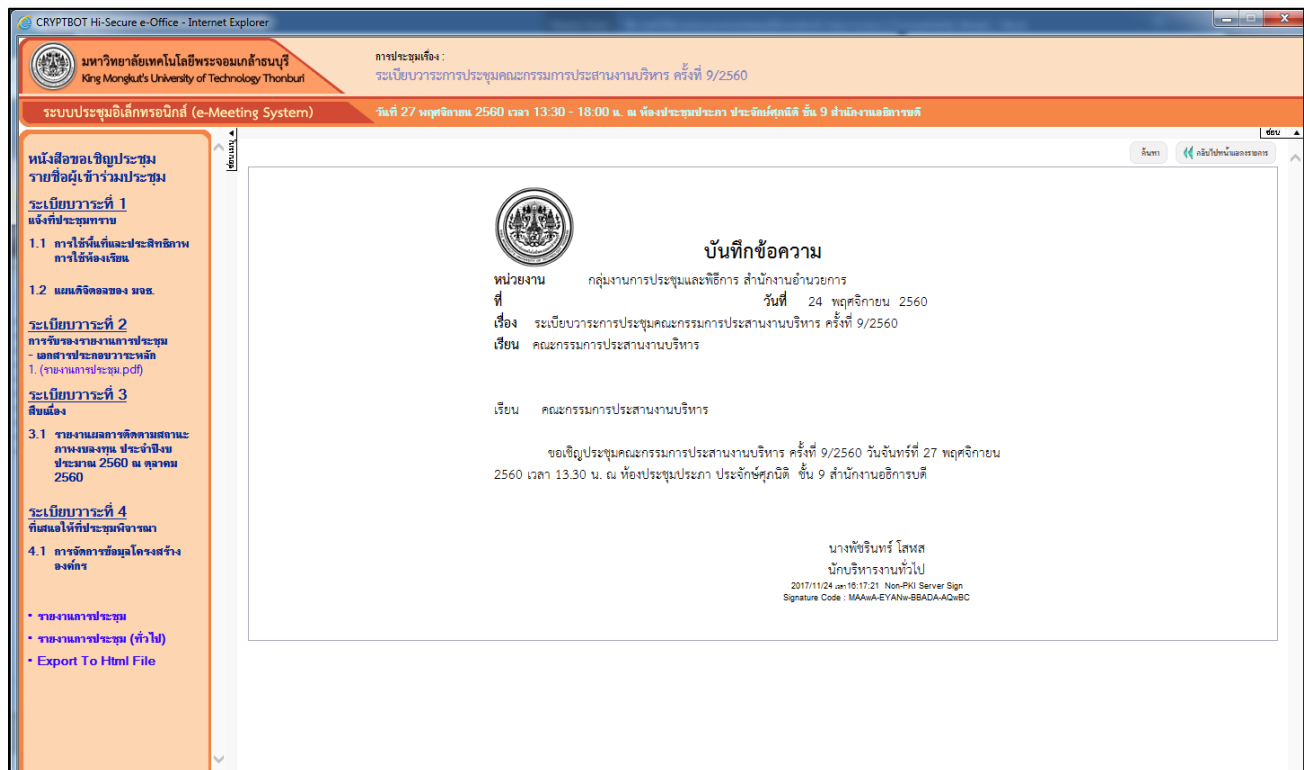 CRYPTBOT Hi-Secure e-Office - Internet Explorer
มหาวิทยาลัยเทคโนโลยีพระจอมเกล้าธนบุรี
King Mongkut's University of Technology Thonburi
การประชุมเรื่อง :
ระเบียบวาระการประชุมคณะกรรมการประสานงานบริหาร ครั้งที่ 9/2560
ระบบประชุมอิเล็กทรอนิกส์ (e-Meeting System)
วันที่ 27 พฤศจิกายน 2560 เวลา 13:30 - 18:00 น. ณ ห้องประชุมประภา ประจักษ์ศุภนิติ ชั้น 9 สำนักงานอธิการบดี
ซ่อน
ซ่อนเมนู
ค้นหา
กลับไปหน้าแสดงรายการ
หนังสือขอเชิญประชุม
รายชื่อผู้เข้าร่วมประชุม
ระเบียบวาระที่ 1
แจ้งที่ประชุมทราบ
1.1 การใช้พื้นที่และประสิทธิภาพ
การใช้ห้องเรียน
1.2 แผนดิจิตอลของ มจธ.
ระเบียบวาระที่ 2
การรับรองรายงานการประชุม
- เอกสารประกอบวาระหลัก
1. (รายงานการประชุม.pdf)
ระเบียบวาระที่ 3
สืบเนื่อง
3.1 รายงานผลการติดตามสถานะ
ภาพงบลงทุน ประจำปีงบ
ประมาณ 2560 ณ ตุลาคม
2560
ระเบียบวาระที่ 4
ที่เสนอให้ที่ประชุมพิจารณา
4.1 การจัดการข้อมูลโครงสร้าง
องค์กร
• รายงานการประชุม
• รายงานการประชุม (ทั่วไป)
• Export To Html File
บันทึกข้อความ
หน่วยงาน กลุ่มงานการประชุมและพิธีการ สำนักงานอำนวยการ
ที่ วันที่ 24 พฤศจิกายน 2560
เรื่อง ระเบียบวาระการประชุมคณะกรรมการประสานงานบริหาร ครั้งที่ 9/2560
เรียน คณะกรรมการประสานงานบริหาร
เรียน คณะกรรมการประสานงานบริหาร
ขอเชิญประชุมคณะกรรมการประสานงานบริหาร ครั้งที่ 9/2560 วันจันทร์ที่ 27 พฤศจิกายน
2560 เวลา 13.30 น. ณ ห้องประชุมประภา ประจักษ์ศุภนิติ ชั้น 9 สำนักงานอธิการบดี
นางพัชรินทร์ โสฬส
นักบริหารงานทั่วไป
2017/11/24 เวลา 16:17:21 Non-PKI Server Sign
Signature Code : MAAwA-EYANw-BBADA-AQwBC